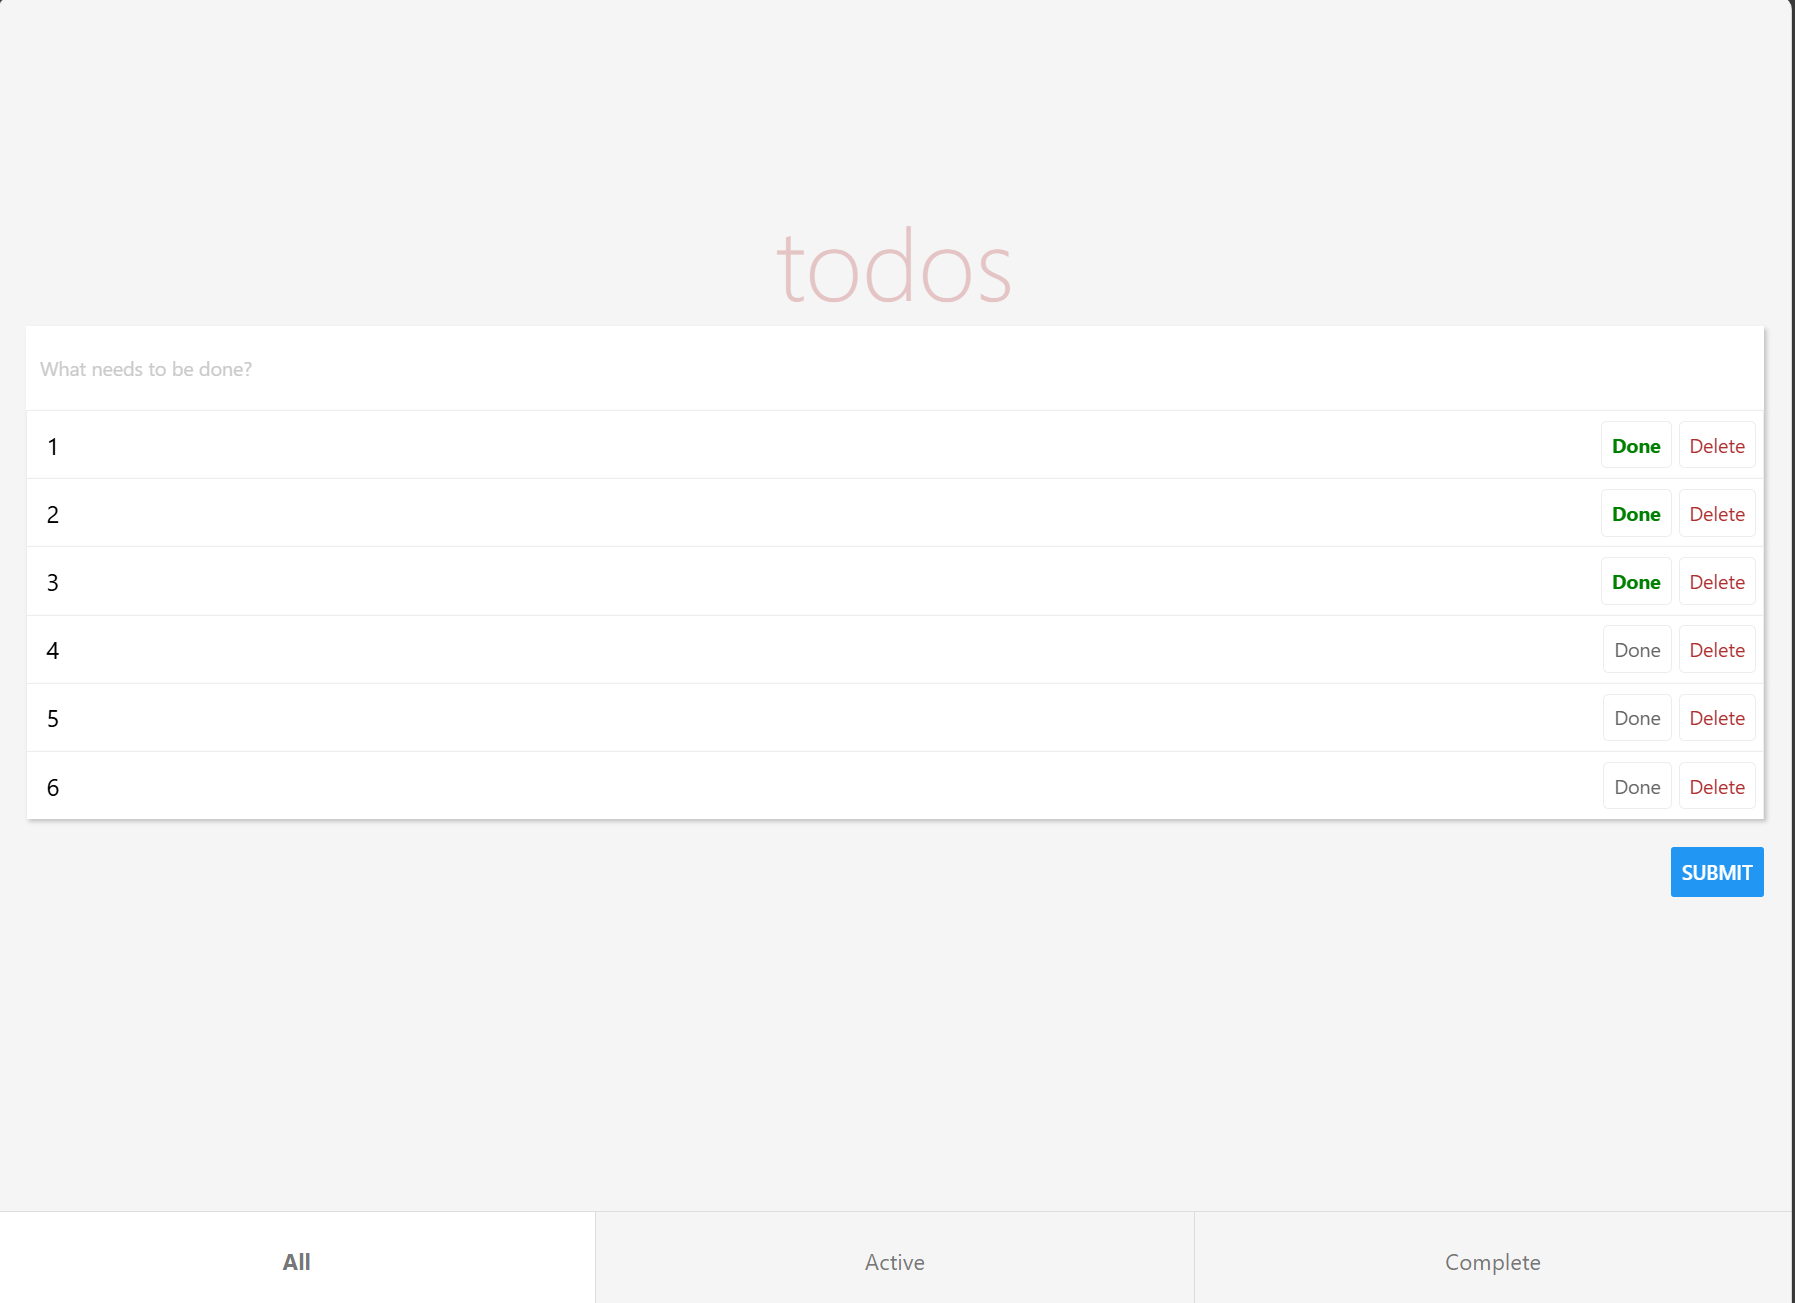 todos
What needs to be done?
1 Done Delete
2 Done Delete
3 Done Delete
4 Done Delete
5 Done Delete
6 Done Delete
SUBMIT
All Active Complete